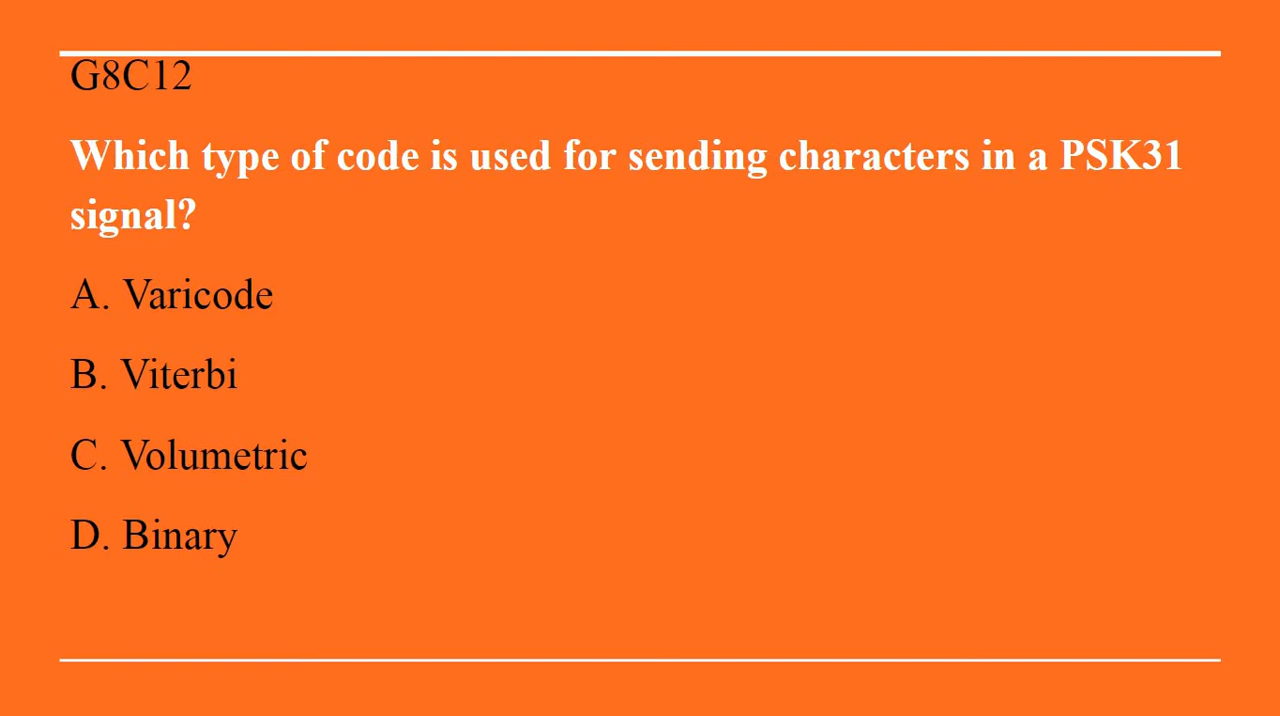 G8C12
Which type of code is used for sending characters in a PSK31
signal?
A. Varicode
B. Viterbi
C. Volumetric
D. Binary